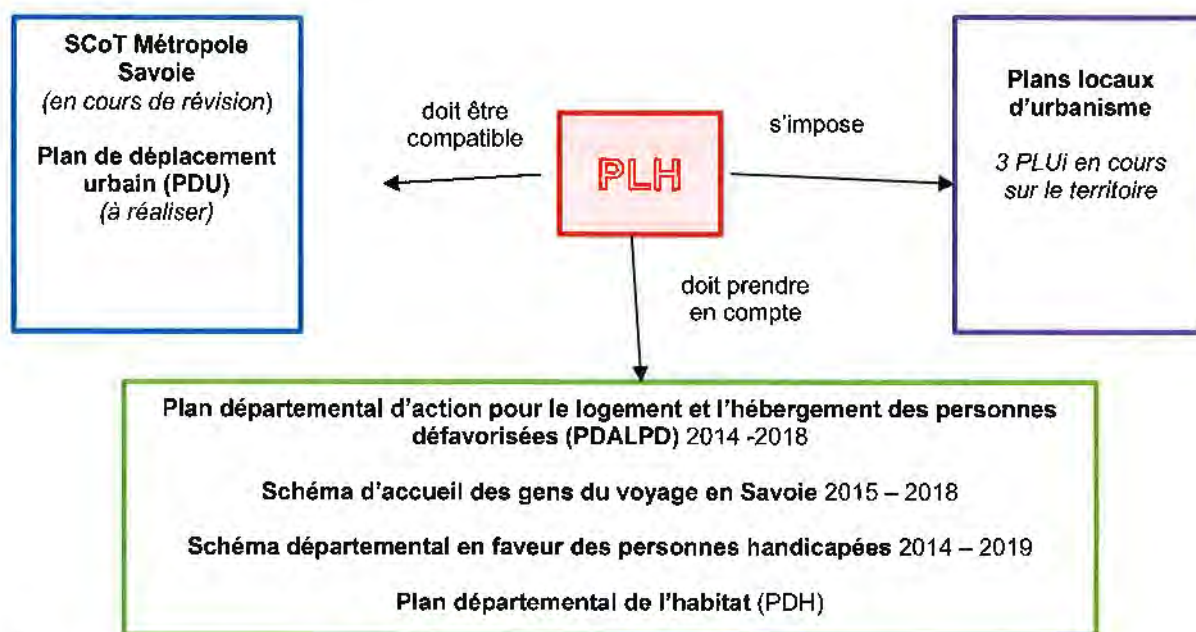 SCoT Métropole
Savoie
(en cours de révision)
Plan de déplacement
urbain (PDU)
(à réaliser)
doit être
compatible
PLH
s'impose
Plans locaux
d'urbanisme
3 PLUi en cours
sur le territoire
doit prendre
en compte
Plan départemental d'action pour le logement et l'hébergement des personnes
défavorisées (PDALPD) 2014 -2018
Schéma d'accueil des gens du voyage en Savoie 2015 – 2018
Schéma départemental en faveur des personnes handicapées 2014 – 2019
Plan départemental de l'habitat (PDH)